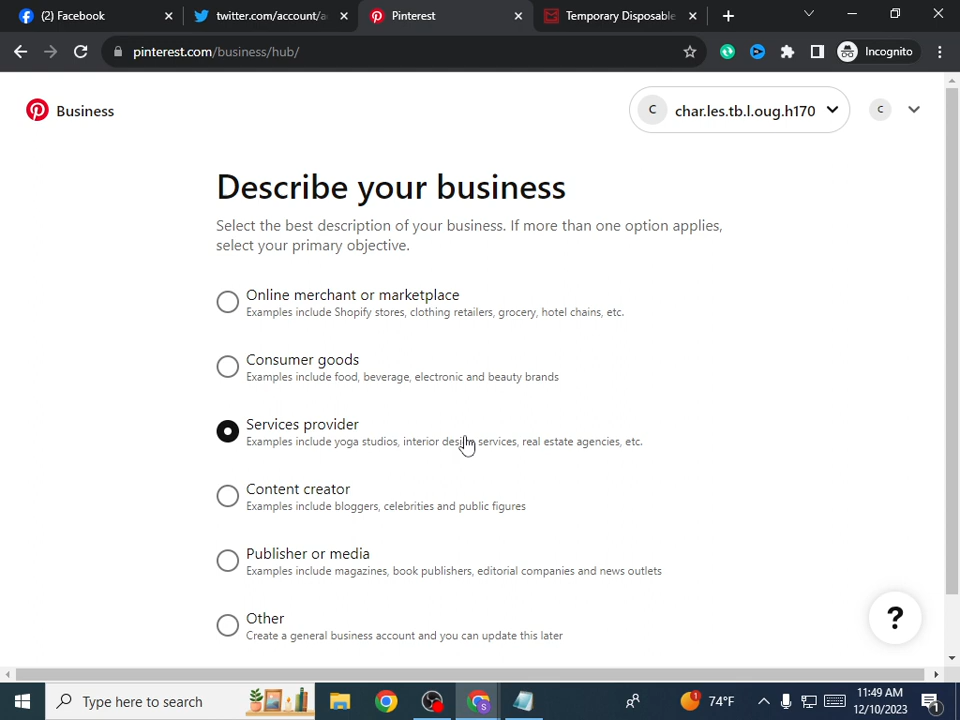 (2) Facebook
twitter.com/account/a
Pinterest
Temporary Disposable
pinterest.com/business/hub/
Incognito
Business
C
char.les.tb.l.oug.h170
C
Describe your business
Select the best description of your business. If more than one option applies,
select your primary objective.
Online merchant or marketplace
Examples include Shopify stores, clothing retailers, grocery, hotel chains, etc.
Consumer goods
Examples include food, beverage, electronic and beauty brands
Services provider
Examples include yoga studios, interior design services, real estate agencies, etc.
Content creator
Examples include bloggers, celebrities and public figures
Publisher or media
Examples include magazines, book publishers, editorial companies and news outlets
Other
Create a general business account and you can update this later
?
Type here to search
S
1
74°F
11:49 AM
12/10/2023
1